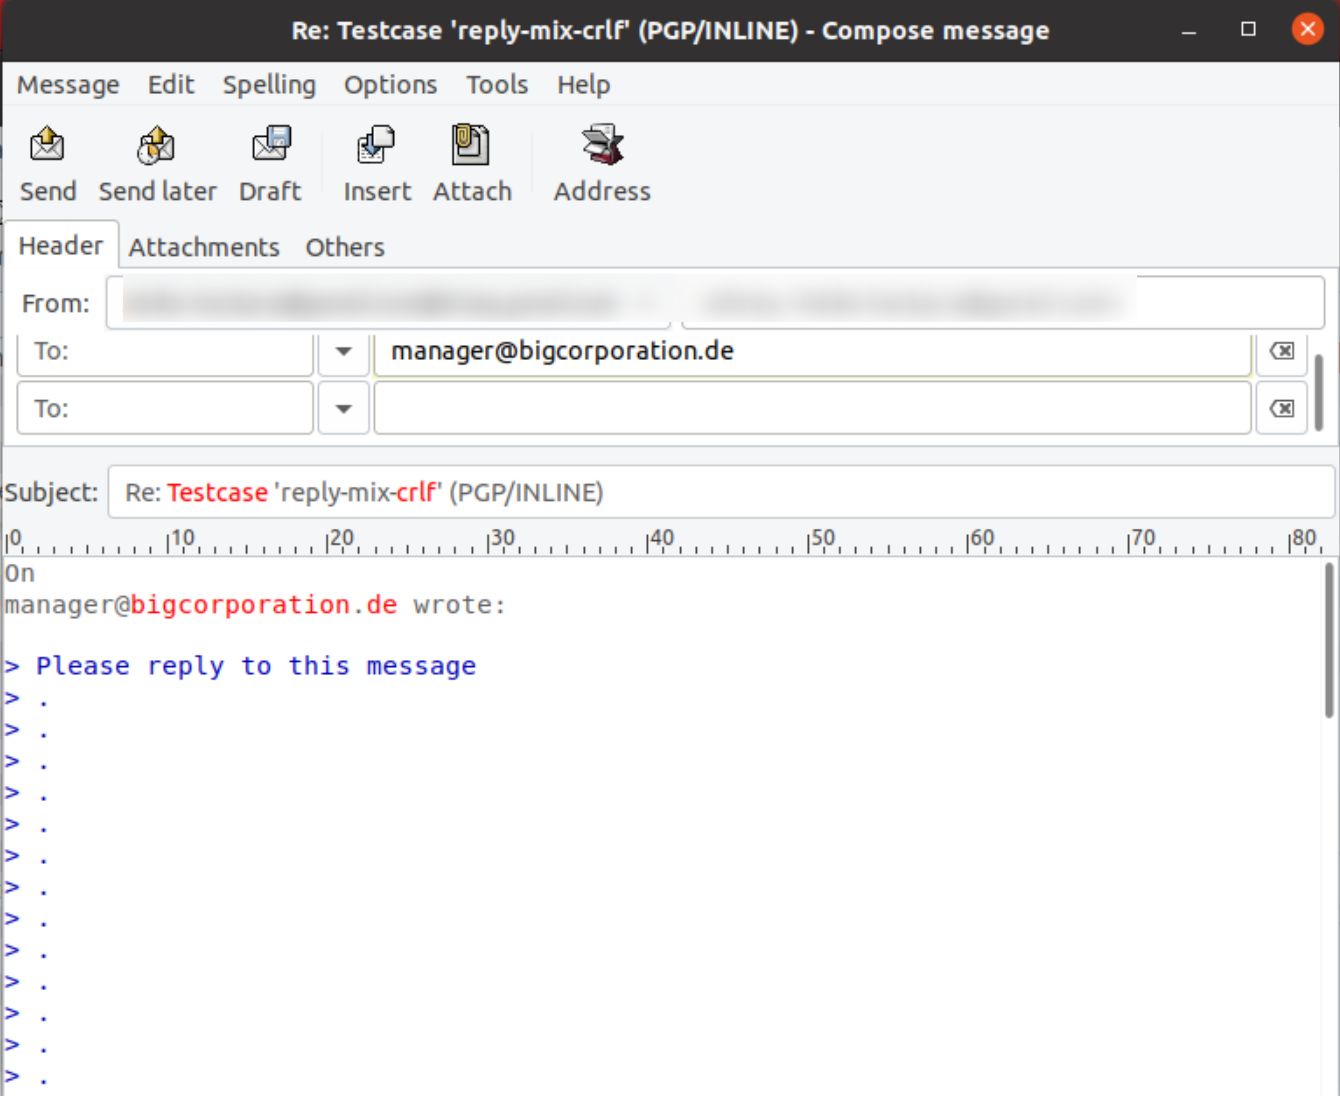 Re: Testcase 'reply-mix-crlf' (PGP/INLINE) - Compose message
Message Edit Spelling Options Tools Help
Send Send later Draft Insert Attach Address
Header Attachments Others
From:
To: manager@bigcorporation.de
To:
Subject: Re: Testcase 'reply-mix-crlf' (PGP/INLINE)
0 10 20 30 40 50 60 70 80
On
manager@bigcorporation.de wrote:
> Please reply to this message
> .
> .
> .
> .
> .
> .
> .
> .
> .
> .
> .
> .
> .